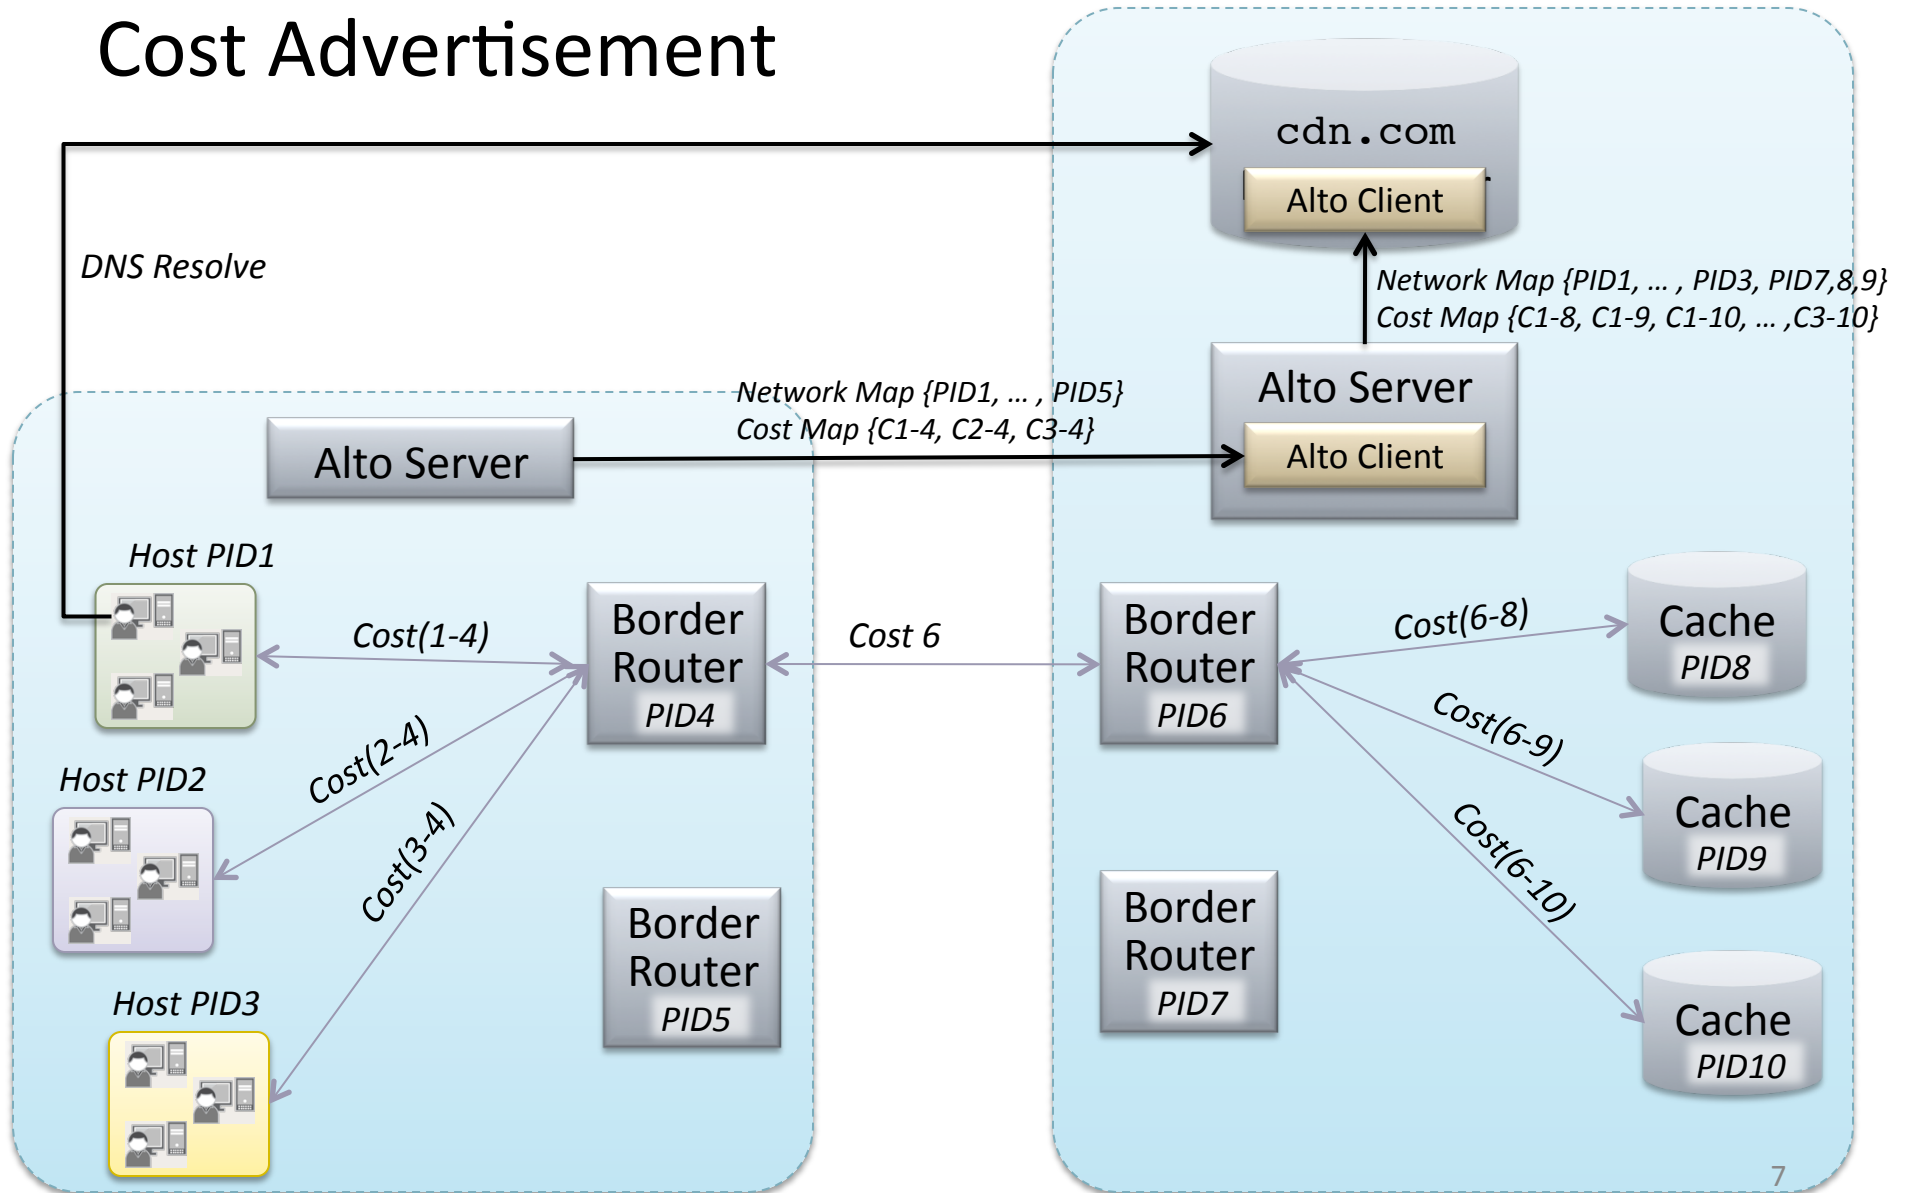 Cost Advertisement
cdn.com
Alto Client
DNS Resolve
Network Map {PID1, … , PID3, PID7,8,9}
Cost Map {C1-8, C1-9, C1-10, … ,C3-10}
Alto Server
Alto Client
Network Map {PID1, … , PID5}
Cost Map {C1-4, C2-4, C3-4}
Alto Server
Host PID1
Cost(1-4)
Border
Router
PID4
Cost 6
Border
Router
PID6
Cost(6-8)
Cache
PID8
Host PID2
Cost(2-4)
Cost(6-9)
Cache
PID9
Cost(3-4)
Cost(6-10)
Border
Router
PID5
Border
Router
PID7
Host PID3
Cache
PID10
7